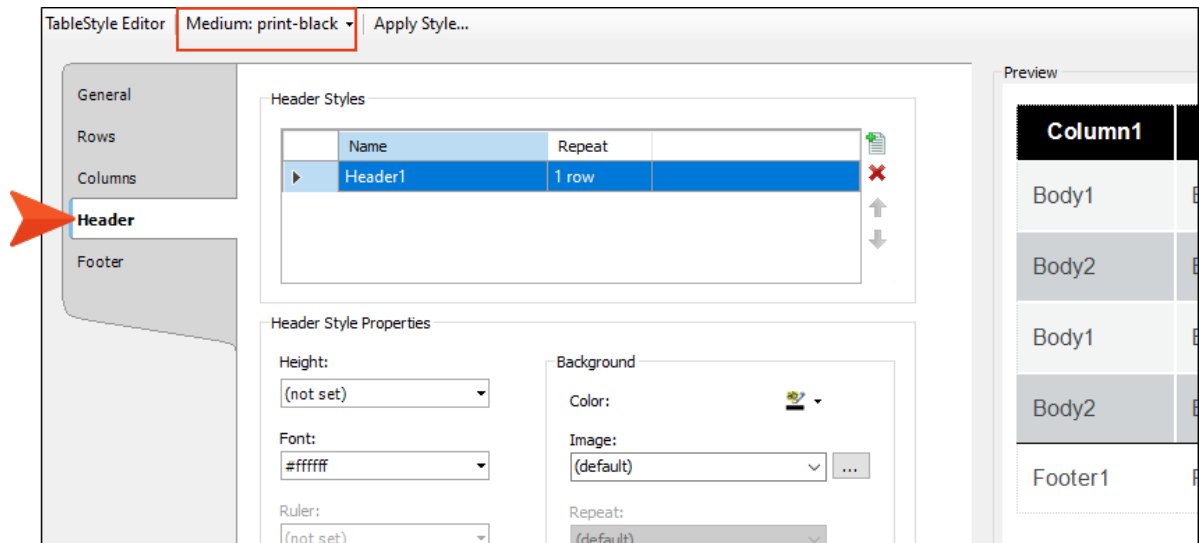 TableStyle Editor Medium: print-black Apply Style...
General
Rows
Columns
Header
Footer
Header Styles
Name Repeat
Header1 1 row
Header Style Properties
Height:
(not set)
Font:
#ffffff
Ruler:
(not set)
Background
Color:
Image:
(default)
...
Repeat:
(default)
Preview
Column1
Body1
Body2
Body1
Body2
Footer1